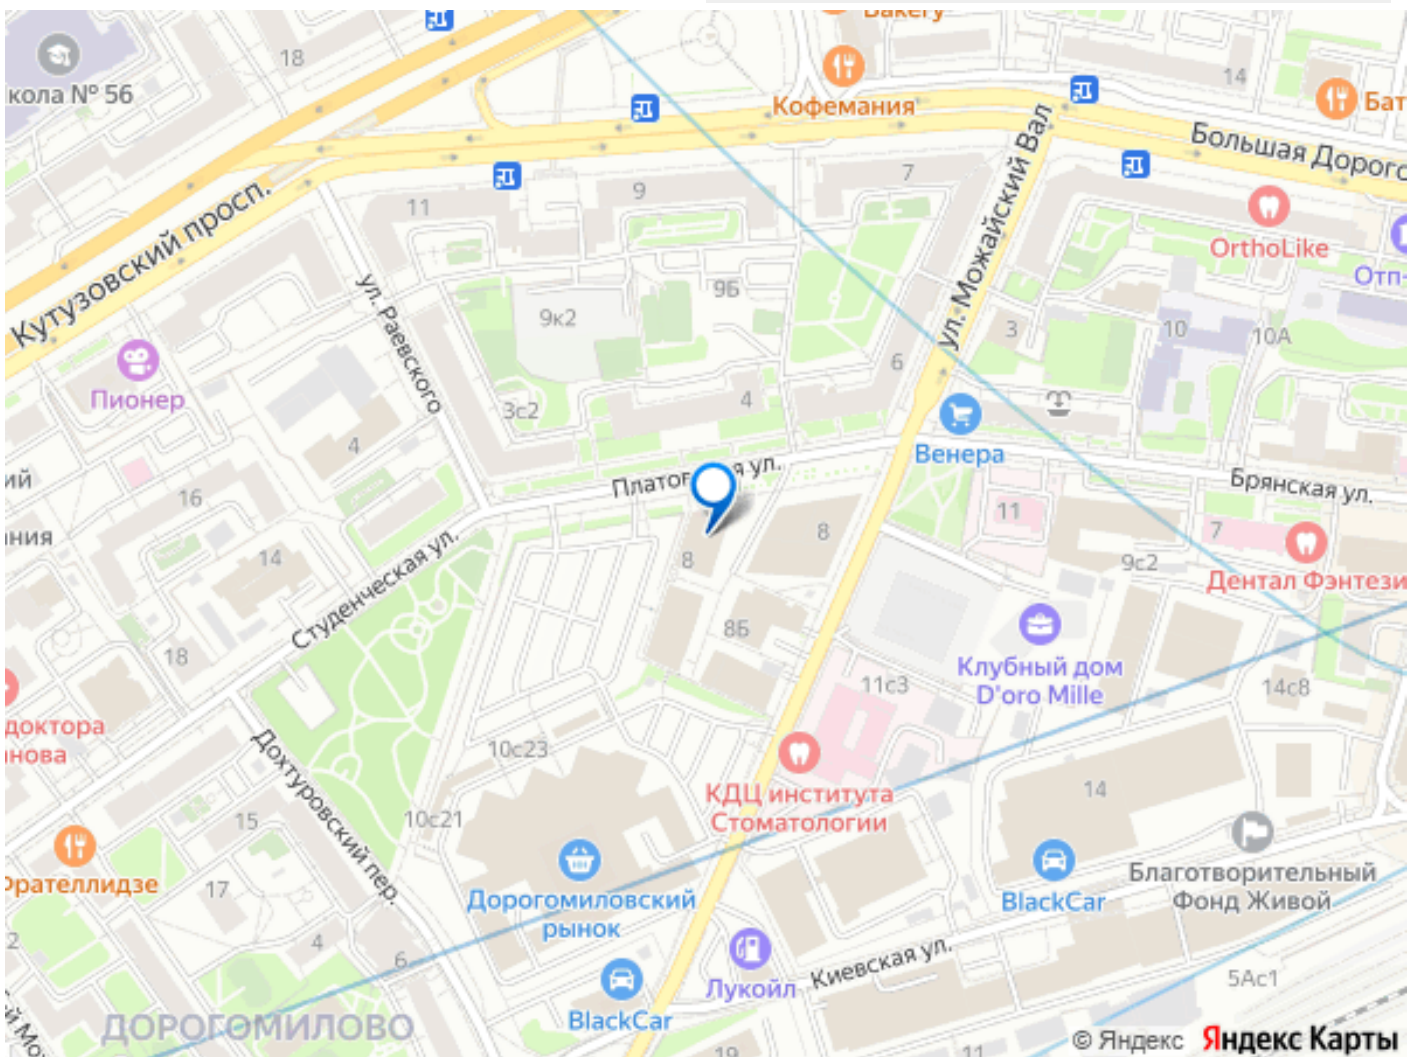 Bakery
18
кола № 56
Кофемания
14
Бат
Большая Дорого
ул. Можайский Вал
7
9
11
Кутузовский просп.
OrthoLike
Отп-
ул. Раевского
9Б
9к2
3
10
10А
Пионер
6
4
3с2
4
Венера
Брянская ул.
ий
16
11
7
8
ания
14
8
9с2
Дентал Фэнтези
Студенческая ул.
8Б
18
Клубный дом
D'oro Mille
11с3
14с8
доктора
нова
10с23
Дохтуровский пер.
КДЦ института
Стоматологии
14
10с21
15
Фрателлидзе
17
Дорогомиловский
рынок
BlackCar
Благотворительный
Фонд Живой
2
4
6
Киевская ул.
Лукойл
5Ас1
BlackCar
ДОРОГОМИЛОВО
19
11
© Яндекс Яндекс Карты